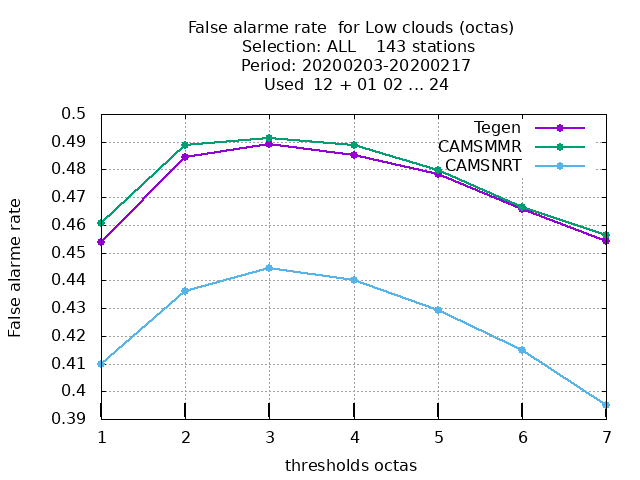 False alarme rate  for Low clouds (octas)
Selection: ALL    143 stations
Period: 20200203-20200217
Used  12 + 01 02 ... 24
0.5
0.49
0.48
0.47
0.46
0.45
0.44
0.43
0.42
0.41
0.4
0.39
False alarme rate
Tegen
CAMSMMR
CAMSNRT
1 2 3 4 5 6 7
thresholds octas